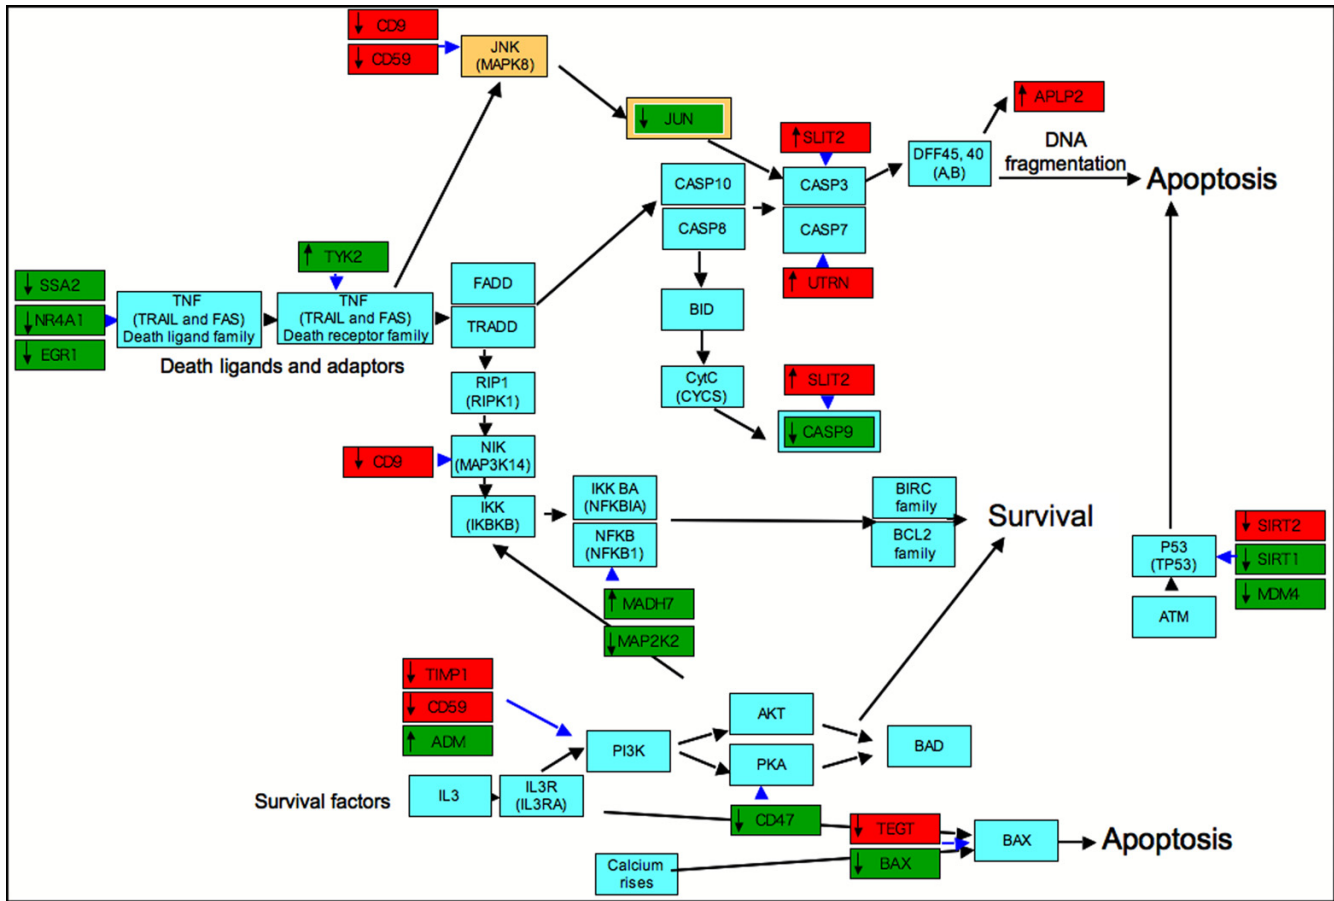 ↓ CD9
↓ CD59
JNK
(MAPK8)
↓ JUN
↑ SLIT2
↑ APLP2
DFF45, 40
(A,B)
DNA
fragmentation
Apoptosis
CASP10
CASP8
CASP3
CASP7
↑ UTRN
↑ TYK2
↓ SSA2
↓ NR4A1
↓ EGR1
TNF
(TRAIL and FAS)
Death ligand family
TNF
(TRAIL and FAS)
Death receptor family
Death ligands and adaptors
FADD
TRADD
BID
RIP1
(RIPK1)
CytC
(CYCS)
↑ SLIT2
↓ CASP9
↓ CD9
NIK
(MAP3K14)
IKK
(IKBKB)
IKK BA
(NFKBIA)
NFKB
(NFKB1)
BIRC
family
BCL2
family
Survival
↓ SIRT2
↓ SIRT1
↓ MDM4
P53
(TP53)
ATM
↑ MADH7
↓ MAP2K2
↓ TIMP1
↓ CD59
↑ ADM
PI3K
AKT
PKA
BAD
Survival factors
IL3
IL3R
(IL3RA)
↓ CD47
↓ TEGT
↓ BAX
BAX
Apoptosis
Calcium
rises